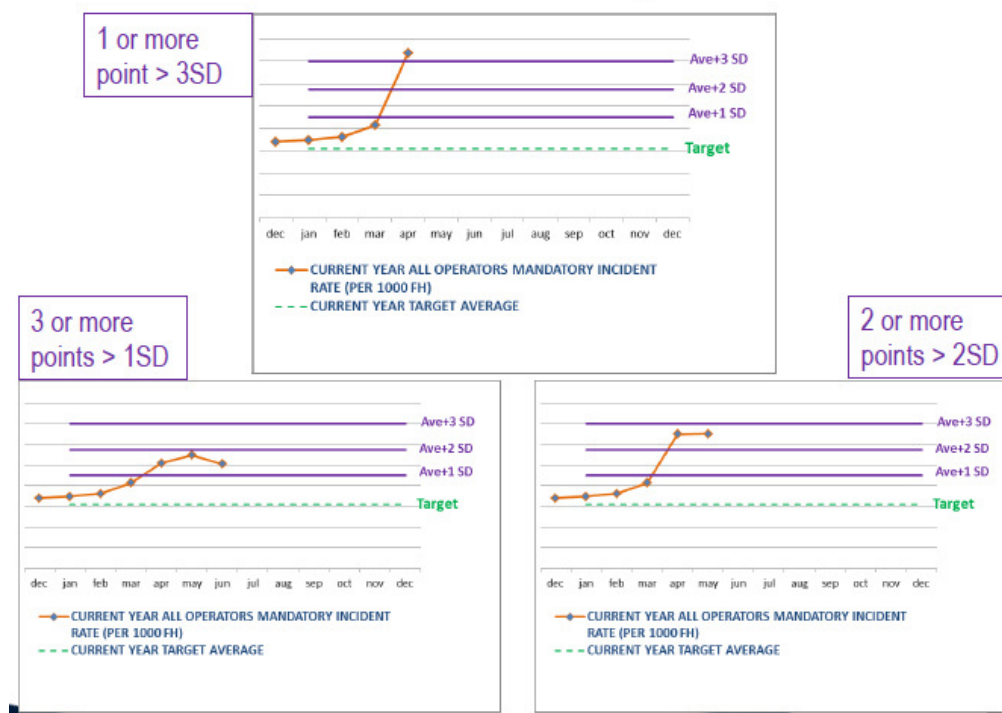 1 or more
point > 3SD
Ave+3 SD
Ave+2 SD
Ave+1 SD
Target
dec jan feb mar apr may jun jul aug sep oct nov dec
CURRENT YEAR ALL OPERATORS MANDATORY INCIDENT
RATE (PER 1000 FH)
CURRENT YEAR TARGET AVERAGE
3 or more
points > 1SD
Ave+3 SD
Ave+2 SD
Ave+1 SD
Target
dec jan feb mar apr may jun jul aug sep oct nov dec
CURRENT YEAR ALL OPERATORS MANDATORY INCIDENT
RATE (PER 1000 FH)
CURRENT YEAR TARGET AVERAGE
2 or more
points > 2SD
Ave+3 SD
Ave+2 SD
Ave+1 SD
Target
dec jan feb mar apr may jun jul aug sep oct nov dec
CURRENT YEAR ALL OPERATORS MANDATORY INCIDENT
RATE (PER 1000 FH)
CURRENT YEAR TARGET AVERAGE